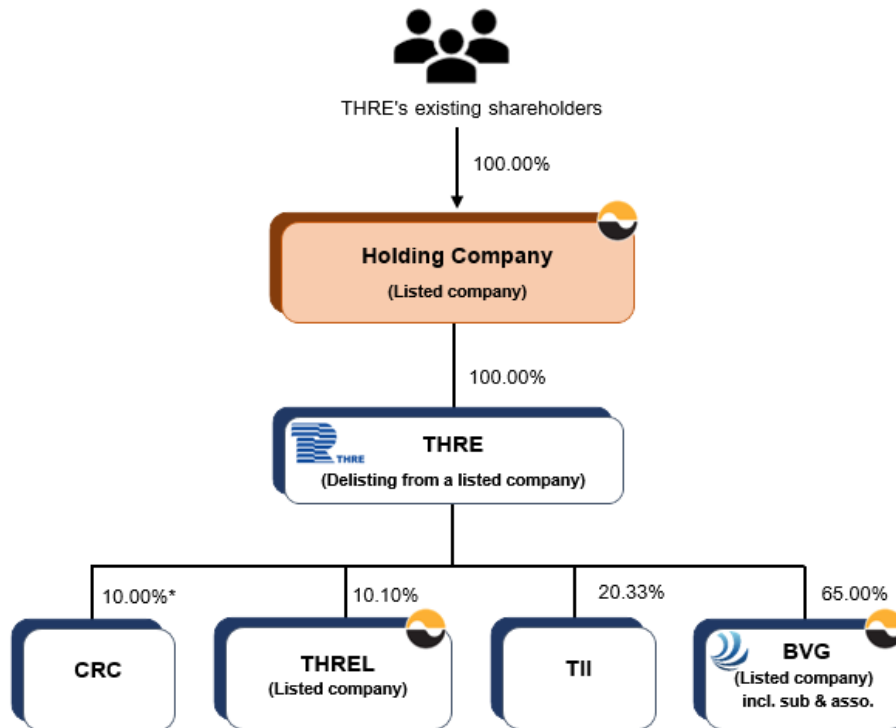 THRE's existing shareholders
100.00%
Holding Company
(Listed company)
100.00%
THRE
THRE
(Delisting from a listed company)
10.00%*
10.10%
20.33%
65.00%
CRC
THREL
(Listed company)
TII
BVG
(Listed company)
incl. sub & asso.